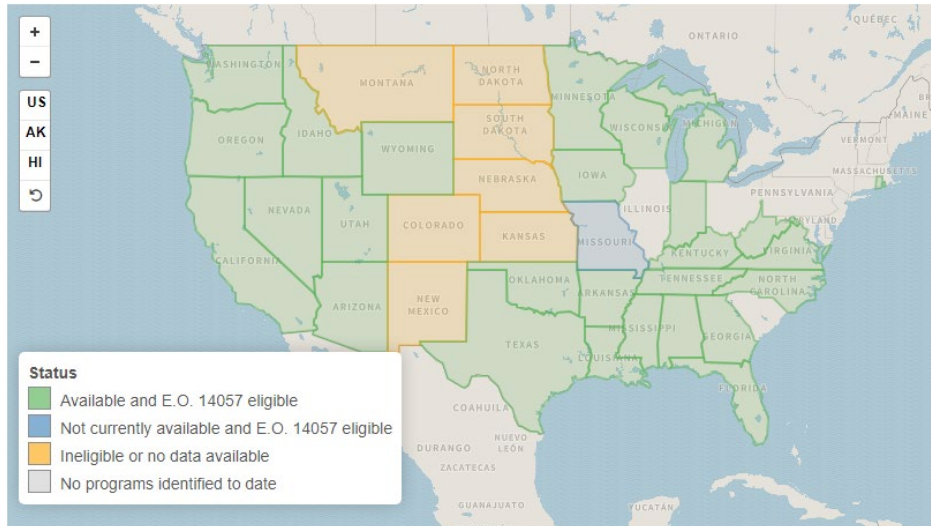 +
−
US
AK
HI
QUÉBEC
ONTARIO
WASHINGTON
MONTANA
NORTH
DAKOTA
MINNESOTA
MAINE
OREGON
IDAHO
SOUTH
DAKOTA
WISCONSIN
MICHIGAN
VERMONT
WYOMING
MASSACHUSETTS
NEBRASKA
IOWA
PENNSYLVANIA
NEVADA
UTAH
COLORADO
KANSAS
MISSOURI
ILLINOIS
MARYLAND
CALIFORNIA
KENTUCKY
VIRGINIA
ARIZONA
NEW
MEXICO
OKLAHOMA
ARKANSAS
TENNESSEE
NORTH
CAROLINA
TEXAS
LOUISIANA
MISSISSIPPI
GEORGIA
FLORIDA
Status
Available and E.O. 14057 eligible
Not currently available and E.O. 14057 eligible
Ineligible or no data available
No programs identified to date
COAHUILA
DURANGO
NUEVO
LEÓN
ZACATECAS
GUANAJUATO
YUCATÁN